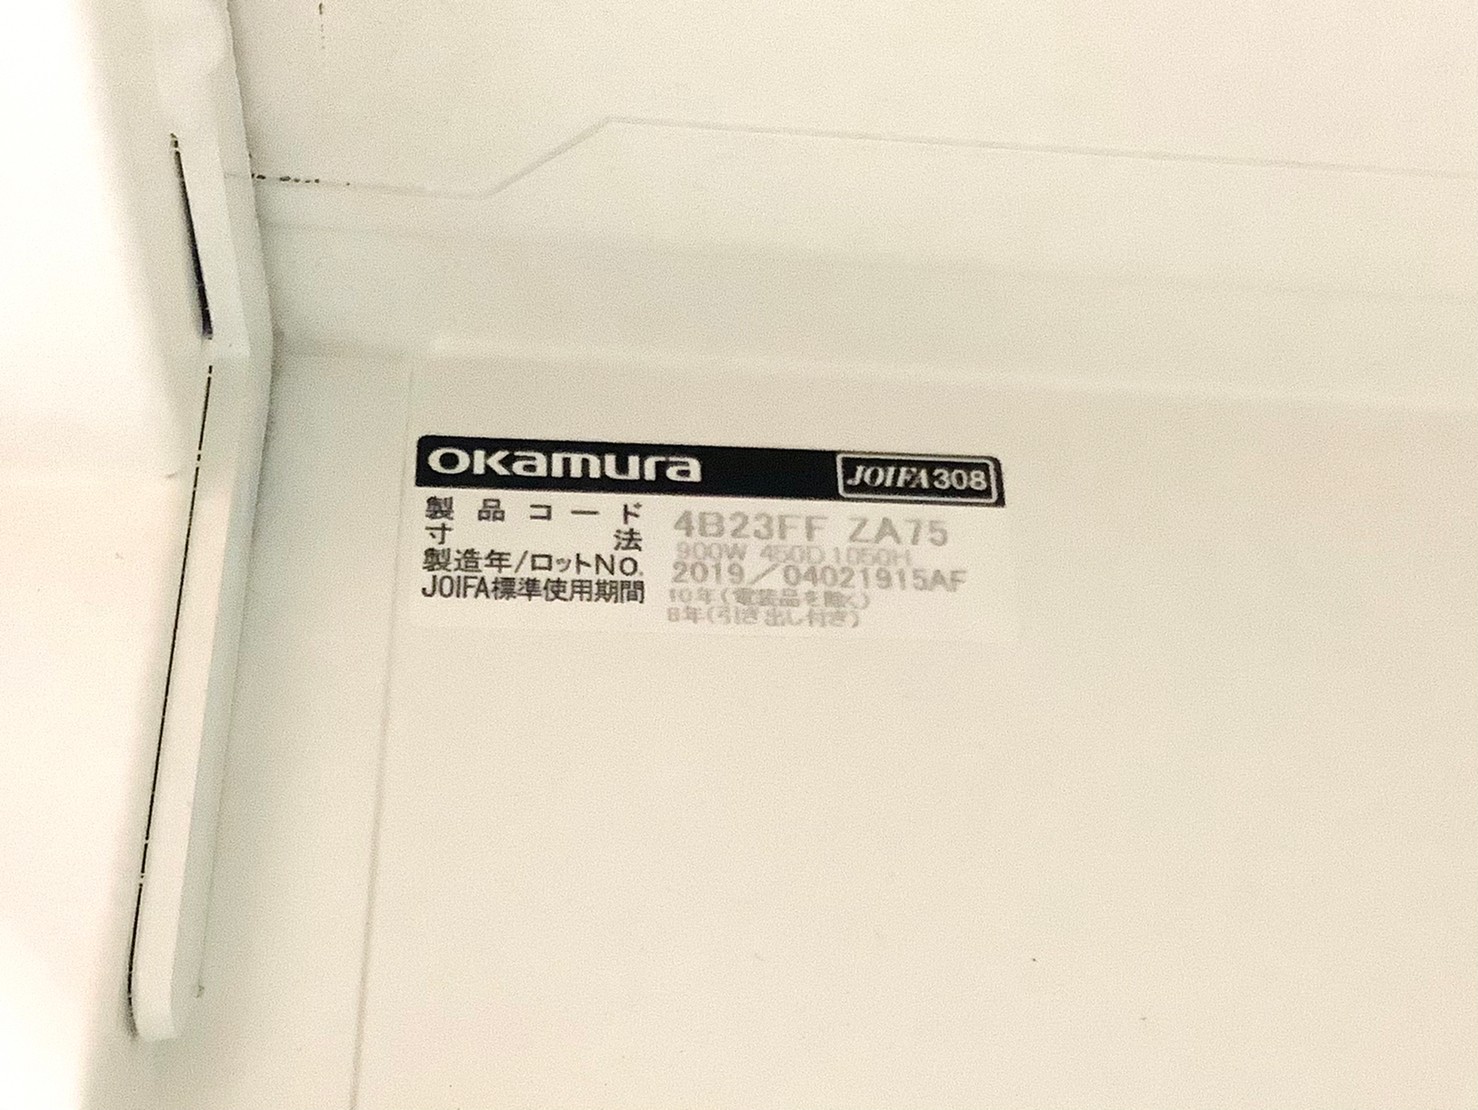 okamura JOIFA308
製品コード 4B23FF ZA75
寸法 900W 450D 1050H
製造年/ロットNo. 2019/04021915AF
JOIFA標準使用期間 10年(電装品を除く)
8年(引き出し付き)